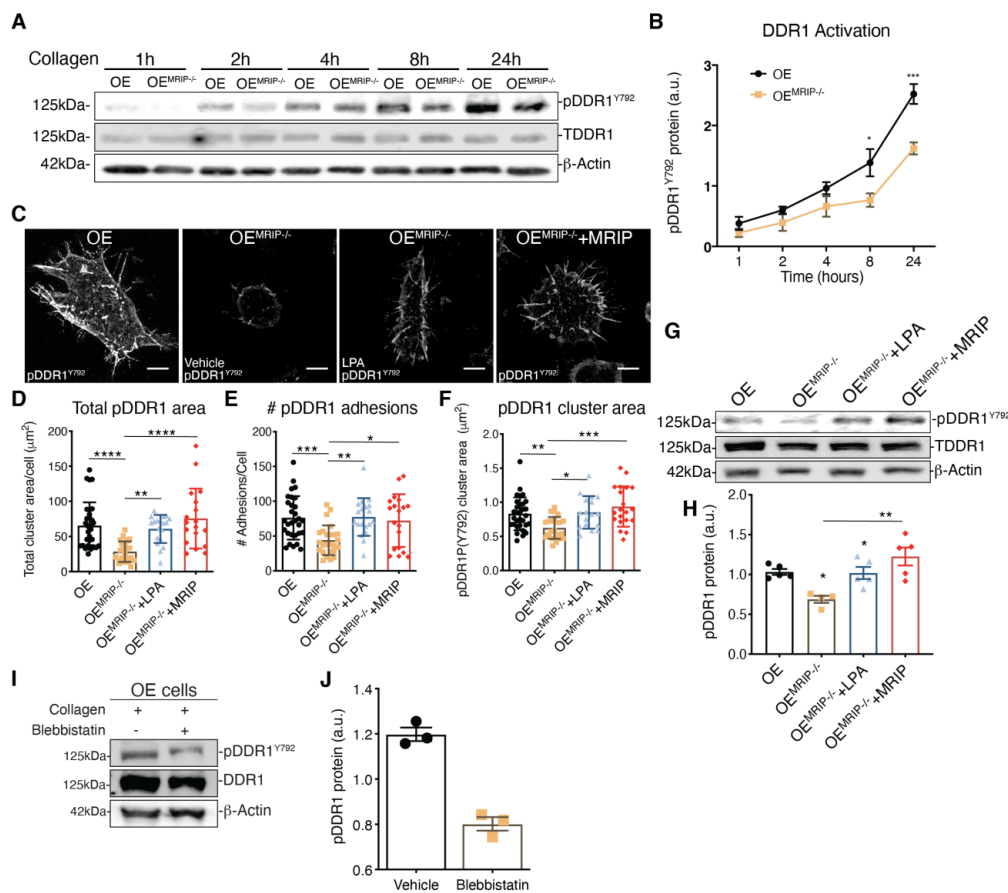 A
Collagen 1h 2h 4h 8h 24h
OE OE^MRIP-/- OE OE^MRIP-/- OE OE^MRIP-/- OE OE^MRIP-/- OE OE^MRIP-/-
125kDa- -pDDR1^Y792
125kDa- -TDDR1
42kDa- -β-Actin
B
DDR1 Activation
OE
OE^MRIP-/-
pDDR1^Y792 protein (a.u.)
3
2
1
0
* ***
1 2 4 8 24
Time (hours)
C
OE OE^MRIP-/- OE^MRIP-/- OE^MRIP-/-+MRIP
Vehicle LPA
pDDR1^Y792 pDDR1^Y792 pDDR1^Y792 pDDR1^Y792
D
Total pDDR1 area
Total cluster area/cell (μm²)
200
150
100
50
0
****
**** **
OE OE^MRIP-/- OE^MRIP-/-+LPA OE^MRIP-/-+MRIP
E
# pDDR1 adhesions
# Adhesions/Cell
200
150
100
50
0
*
*** **
OE OE^MRIP-/- OE^MRIP-/-+LPA OE^MRIP-/-+MRIP
F
pDDR1 cluster area
pDDR1P(Y792) cluster area (μm²)
2.0
1.5
1.0
0.5
0.0
***
** *
OE OE^MRIP-/- OE^MRIP-/-+LPA OE^MRIP-/-+MRIP
G
OE OE^MRIP-/- OE^MRIP-/-+LPA OE^MRIP-/-+MRIP
125kDa- -pDDR1^Y792
125kDa- -TDDR1
42kDa- -β-Actin
H
pDDR1 protein (a.u.)
2.0
1.5
1.0
0.5
0.0
**
* *
OE OE^MRIP-/- OE^MRIP-/-+LPA OE^MRIP-/-+MRIP
I
OE cells
Collagen + +
Blebbistatin - +
125kDa- -pDDR1^Y792
125kDa- -DDR1
42kDa- -β-Actin
J
pDDR1 protein (a.u.)
1.4
1.2
1.0
0.8
0.6
Vehicle Blebbistatin